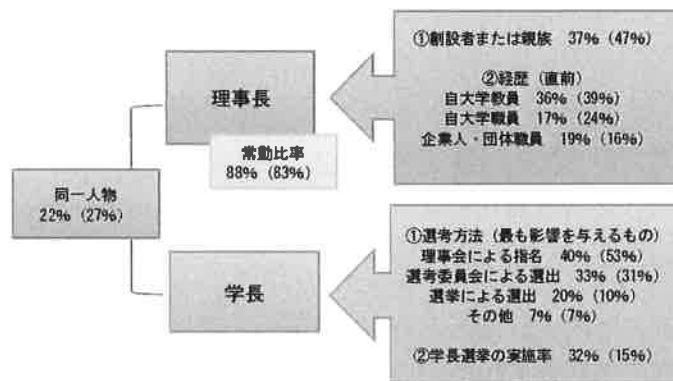 ①創設者または親族 37% (47%)
②経歴（直前）
自大学教員 36% (39%)
自大学職員 17% (24%)
企業人・団体職員 19% (16%)
理事長
常勤比率
88% (83%)
同一人物
22% (27%)
学長
①選考方法（最も影響を与えるもの）
理事会による指名 40% (53%)
選考委員会による選出 33% (31%)
選挙による選出 20% (10%)
その他 7% (7%)
②学長選挙の実施率 32% (15%)